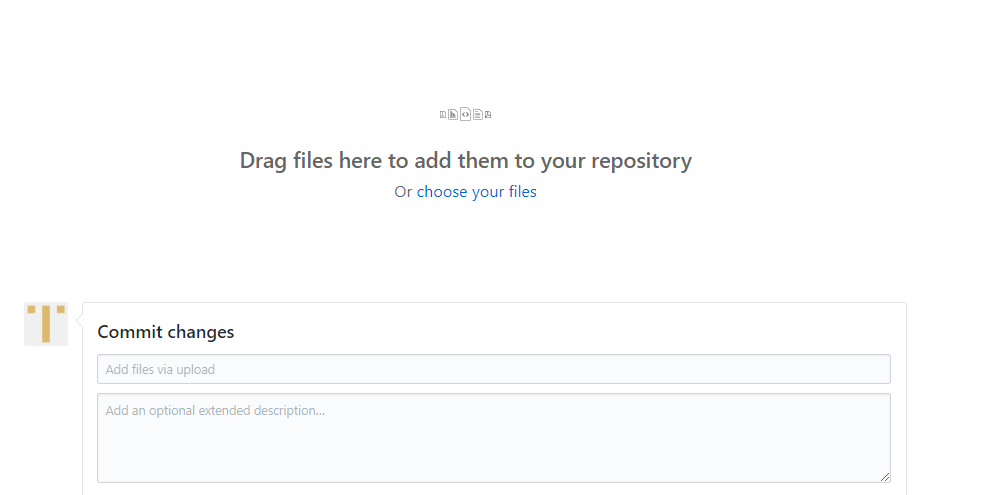 Drag files here to add them to your repository
Or choose your files
Commit changes
Add files via upload
Add an optional extended description...